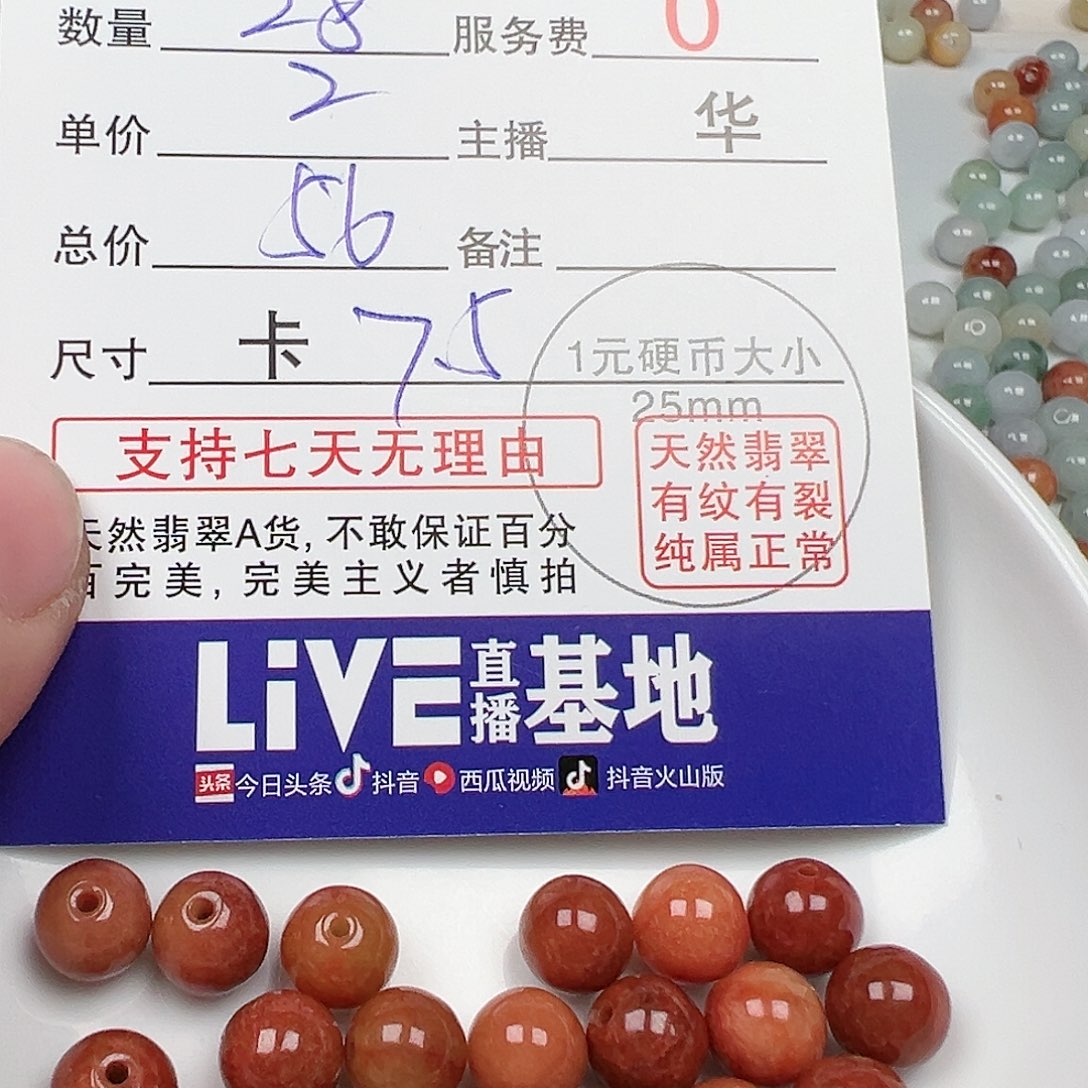 数量 28 服务费 0
单价 2 主播 华
总价 56 备注
尺寸 卡 7.5 1元硬币大小
25mm
支持七天无理由
天然翡翠
有纹有裂
纯属正常
天然翡翠A货,不敢保证百分
百完美,完美主义者慎拍
LiVE直播基地
头条 今日头条 抖音 西瓜视频 抖音火山版